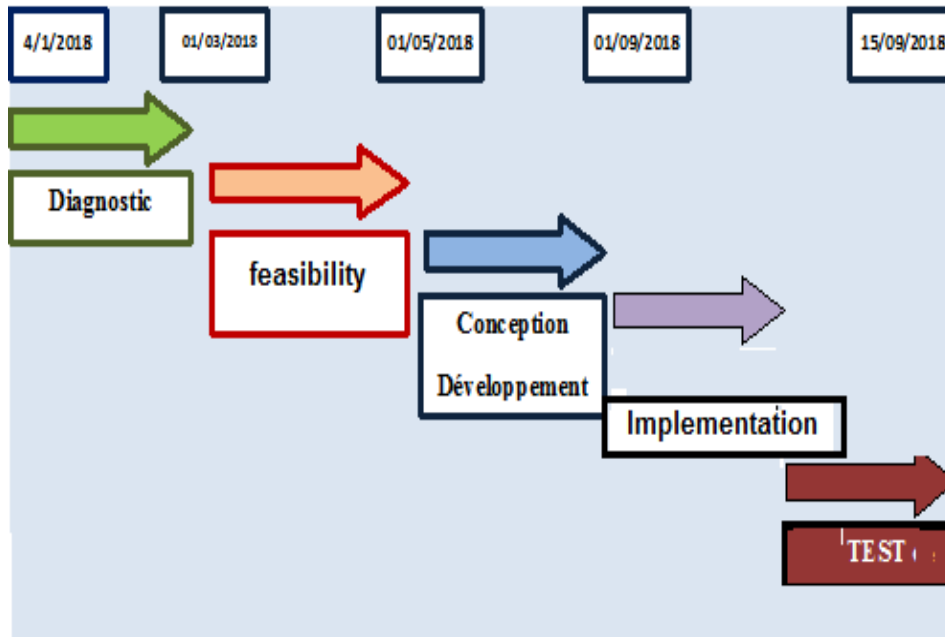 4/1/2018
01/03/2018
01/05/2018
01/09/2018
15/09/2018
Diagnostic
feasibility
Conception
Développement
Implementation
TEST